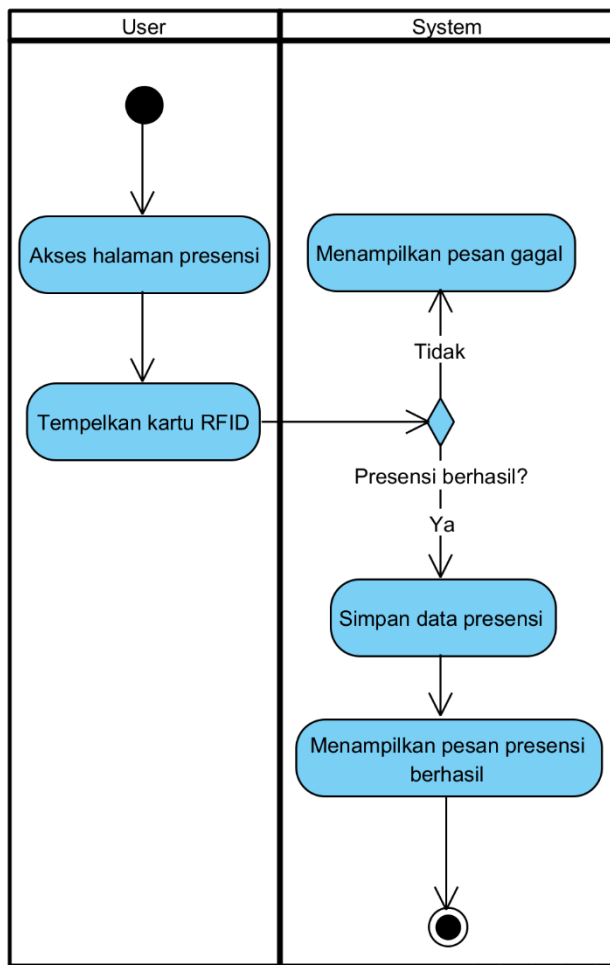 User
System
Akses halaman presensi
Menampilkan pesan gagal
Tidak
Tempelkan kartu RFID
Presensi berhasil?
Ya
Simpan data presensi
Menampilkan pesan presensi
berhasil